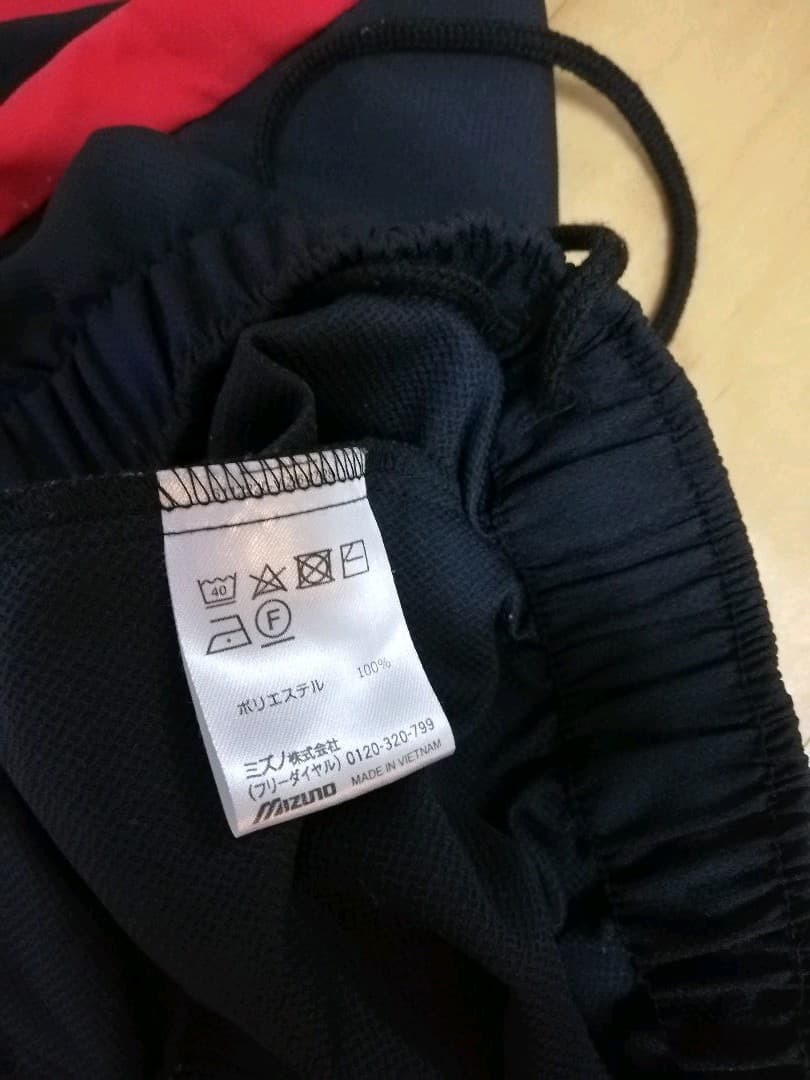 40
F
ポリエステル 100%
ミズノ株式会社
(フリーダイヤル) 0120-320-799
MIZUNO MADE IN VIETNAM